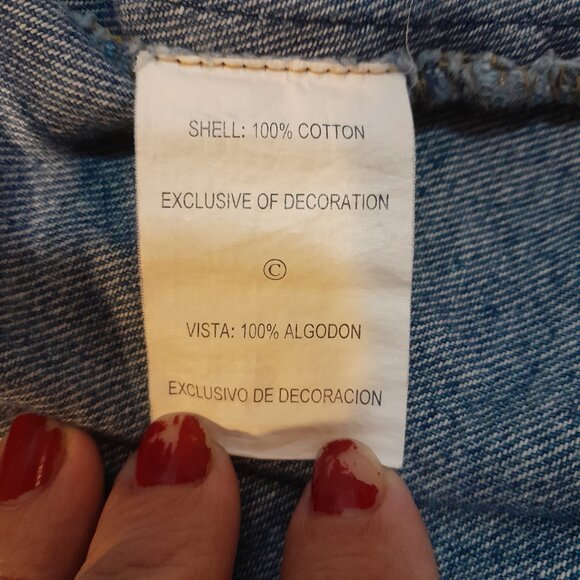 SHELL: 100% COTTON
EXCLUSIVE OF DECORATION
©
VISTA: 100% ALGODON
EXCLUSIVO DE DECORACION